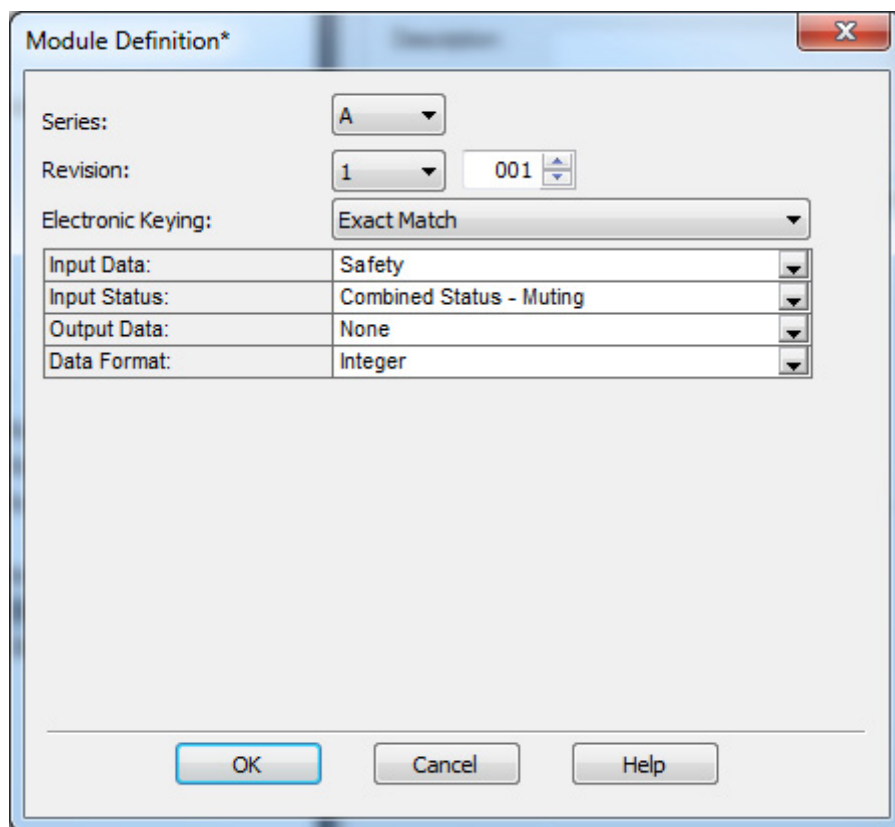 Module Definition*
Description
Series: A
Revision: 1 001
Electronic Keying: Exact Match
Input Data: Safety
Input Status: Combined Status - Muting
Output Data: None
Data Format: Integer
OK Cancel Help